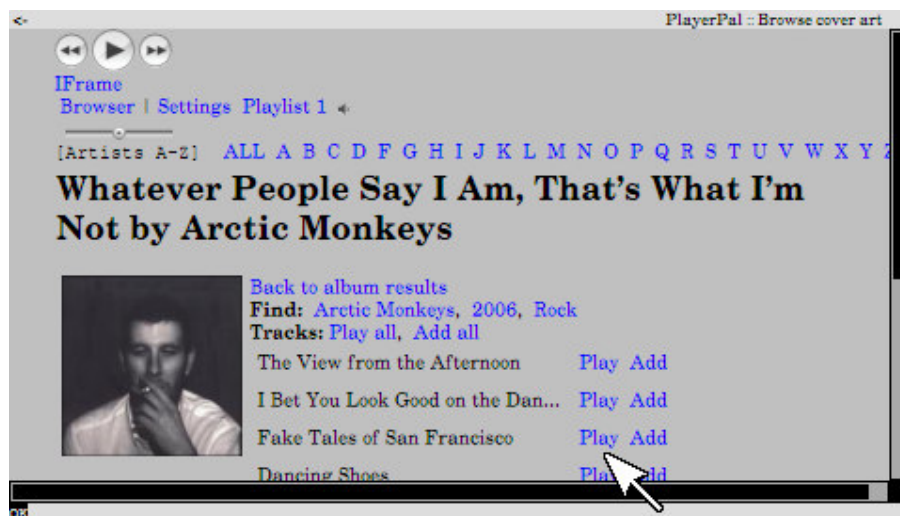 <- PlayerPal :: Browse cover art
IFrame
Browser | Settings Playlist 1
[Artists A-Z] ALL A B C D F G H I J K L M N O P Q R S T U V W X Y Z
Whatever People Say I Am, That's What I'm
Not by Arctic Monkeys
Back to album results
Find: Arctic Monkeys, 2006, Rock
Tracks: Play all, Add all
The View from the Afternoon Play Add
I Bet You Look Good on the Dan... Play Add
Fake Tales of San Francisco Play Add
Dancing Shoes Play Add
OK